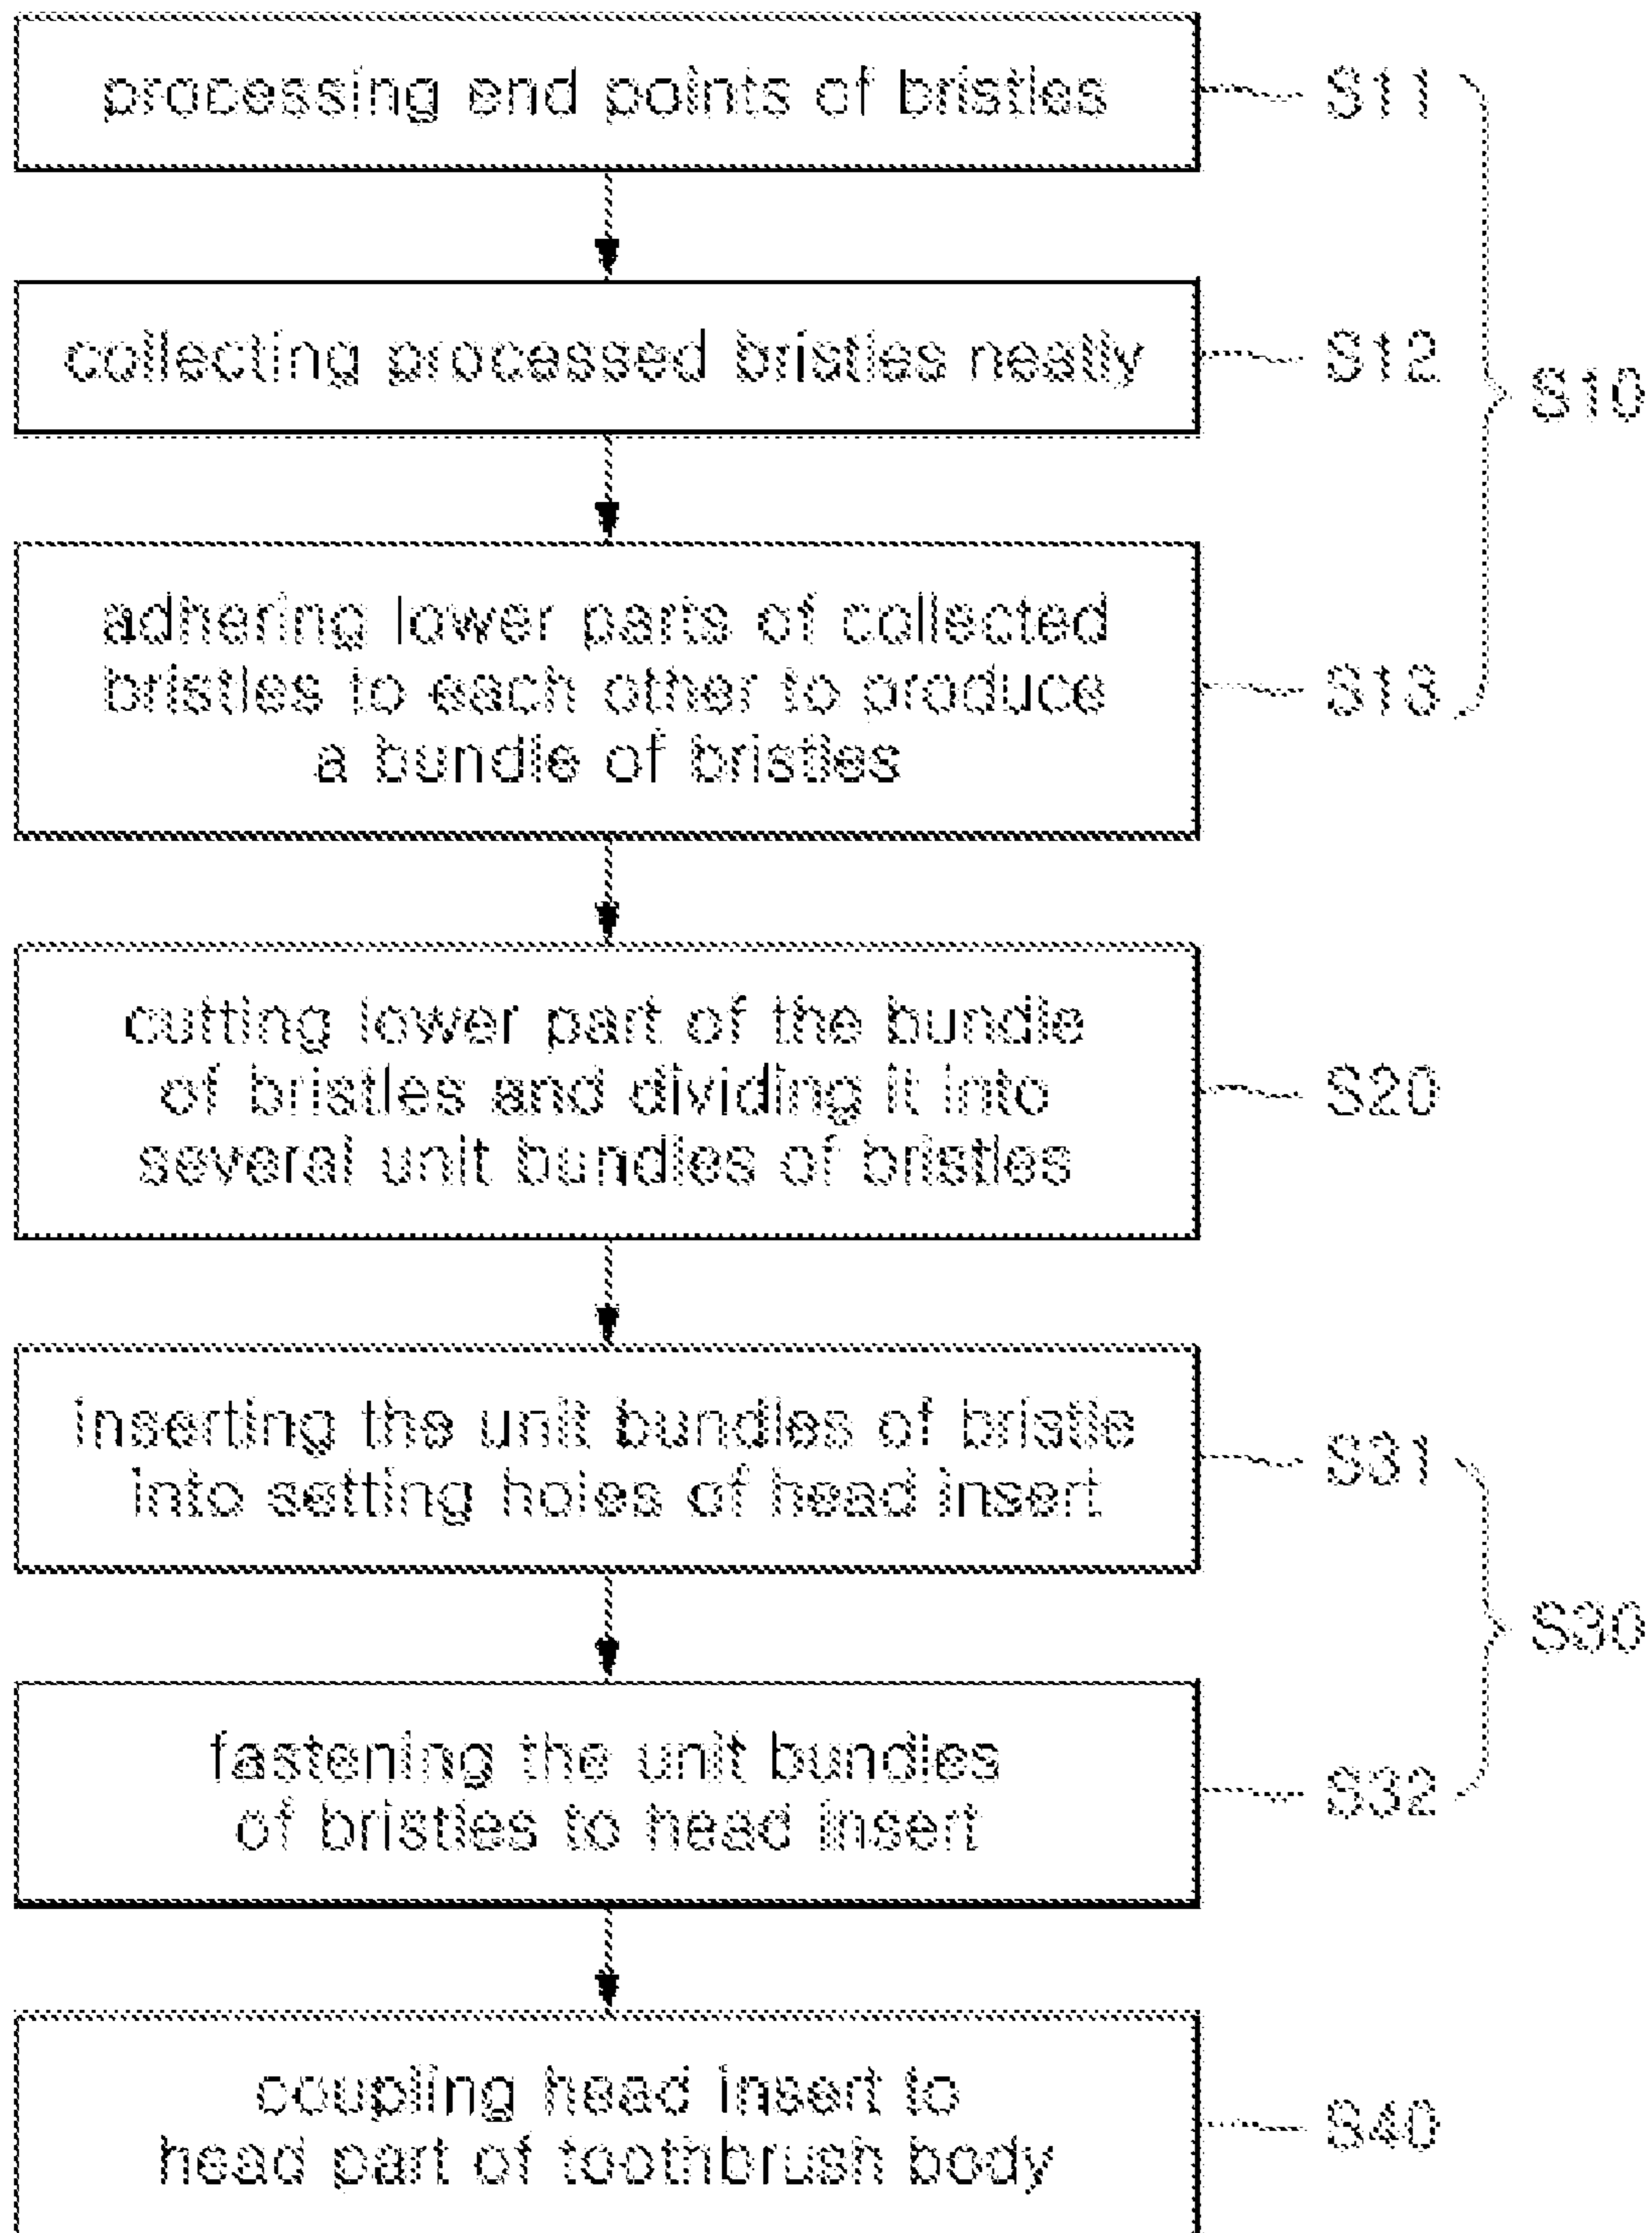 processing end points of bristles
S11
collecting processed bristles neatly
S12
S10
adhering lower parts of collected
bristles to each other to produce
a bundle of bristles
S13
cutting lower part of the bundle
of bristles and dividing it into
several unit bundles of bristles
S20
inserting the unit bundles of bristle
into setting holes of head insert
S31
S30
fastening the unit bundles
of bristles to head insert
S32
coupling head insert to
head part of toothbrush body
S40